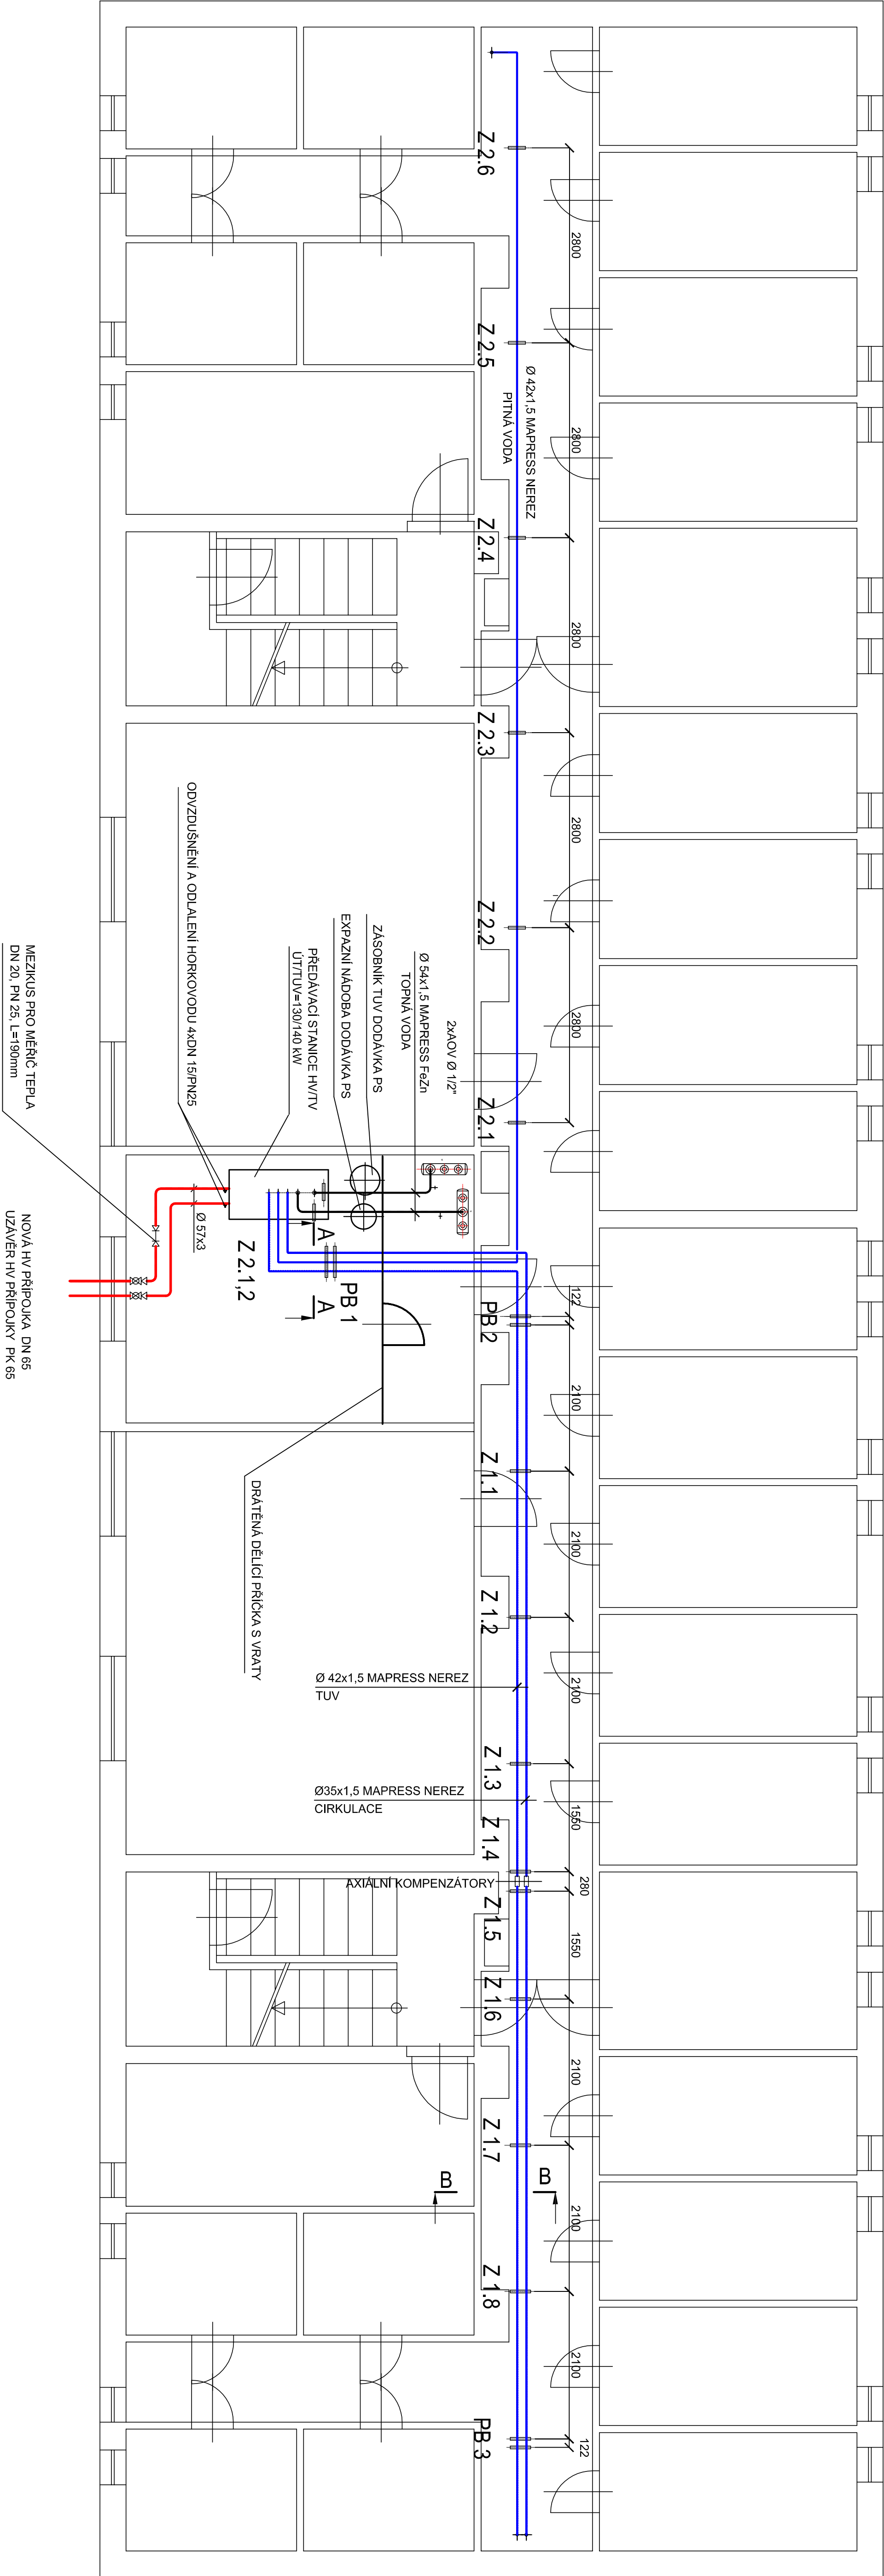 Z 2.6
2800
Z 2.5
Ø 42x1,5 MAPRESS NEREZ
PITNÁ VODA
2800
Z 2.4
2800
Z 2.3
2800
Z 2.2
2800
Z 2.1
ODVZDUŠNĚNÍ A ODLALENÍ HORKOVODU 4xDN 15/PN25
PŘEDÁVACÍ STANICE HV/TV
ÚT/TUV=130/140 kW
EXPAZNÍ NÁDOBA DODÁVKA PS
ZÁSOBNÍK TUV DODÁVKA PS
Ø 54x1,5 MAPRESS FeZn
TOPNÁ VODA
2xAOV Ø 1/2"
MEZIKUS PRO MĚŘIČ TEPLA
DN 20, PN 25, L=190mm
NOVÁ HV PŘÍPOJKA DN 65
UZÁVĚR HV PŘÍPOJKY PK 65
Ø 57x3
Z 2.1,2
A
A
PB 1
PB 2
122
2100
Z 1.1
DRÁTĚNÁ DĚLÍCÍ PŘÍČKA S VRATY
2100
Z 1.2
Ø 42x1,5 MAPRESS NEREZ
TUV
2100
Z 1.3
Ø35x1,5 MAPRESS NEREZ
CIRKULACE
1550
Z 1.4
AXIÁLNÍ KOMPENZÁTORY
280
Z 1.5
1550
Z 1.6
2100
Z 1.7
B
B
2100
Z 1.8
2100
PB 3
122